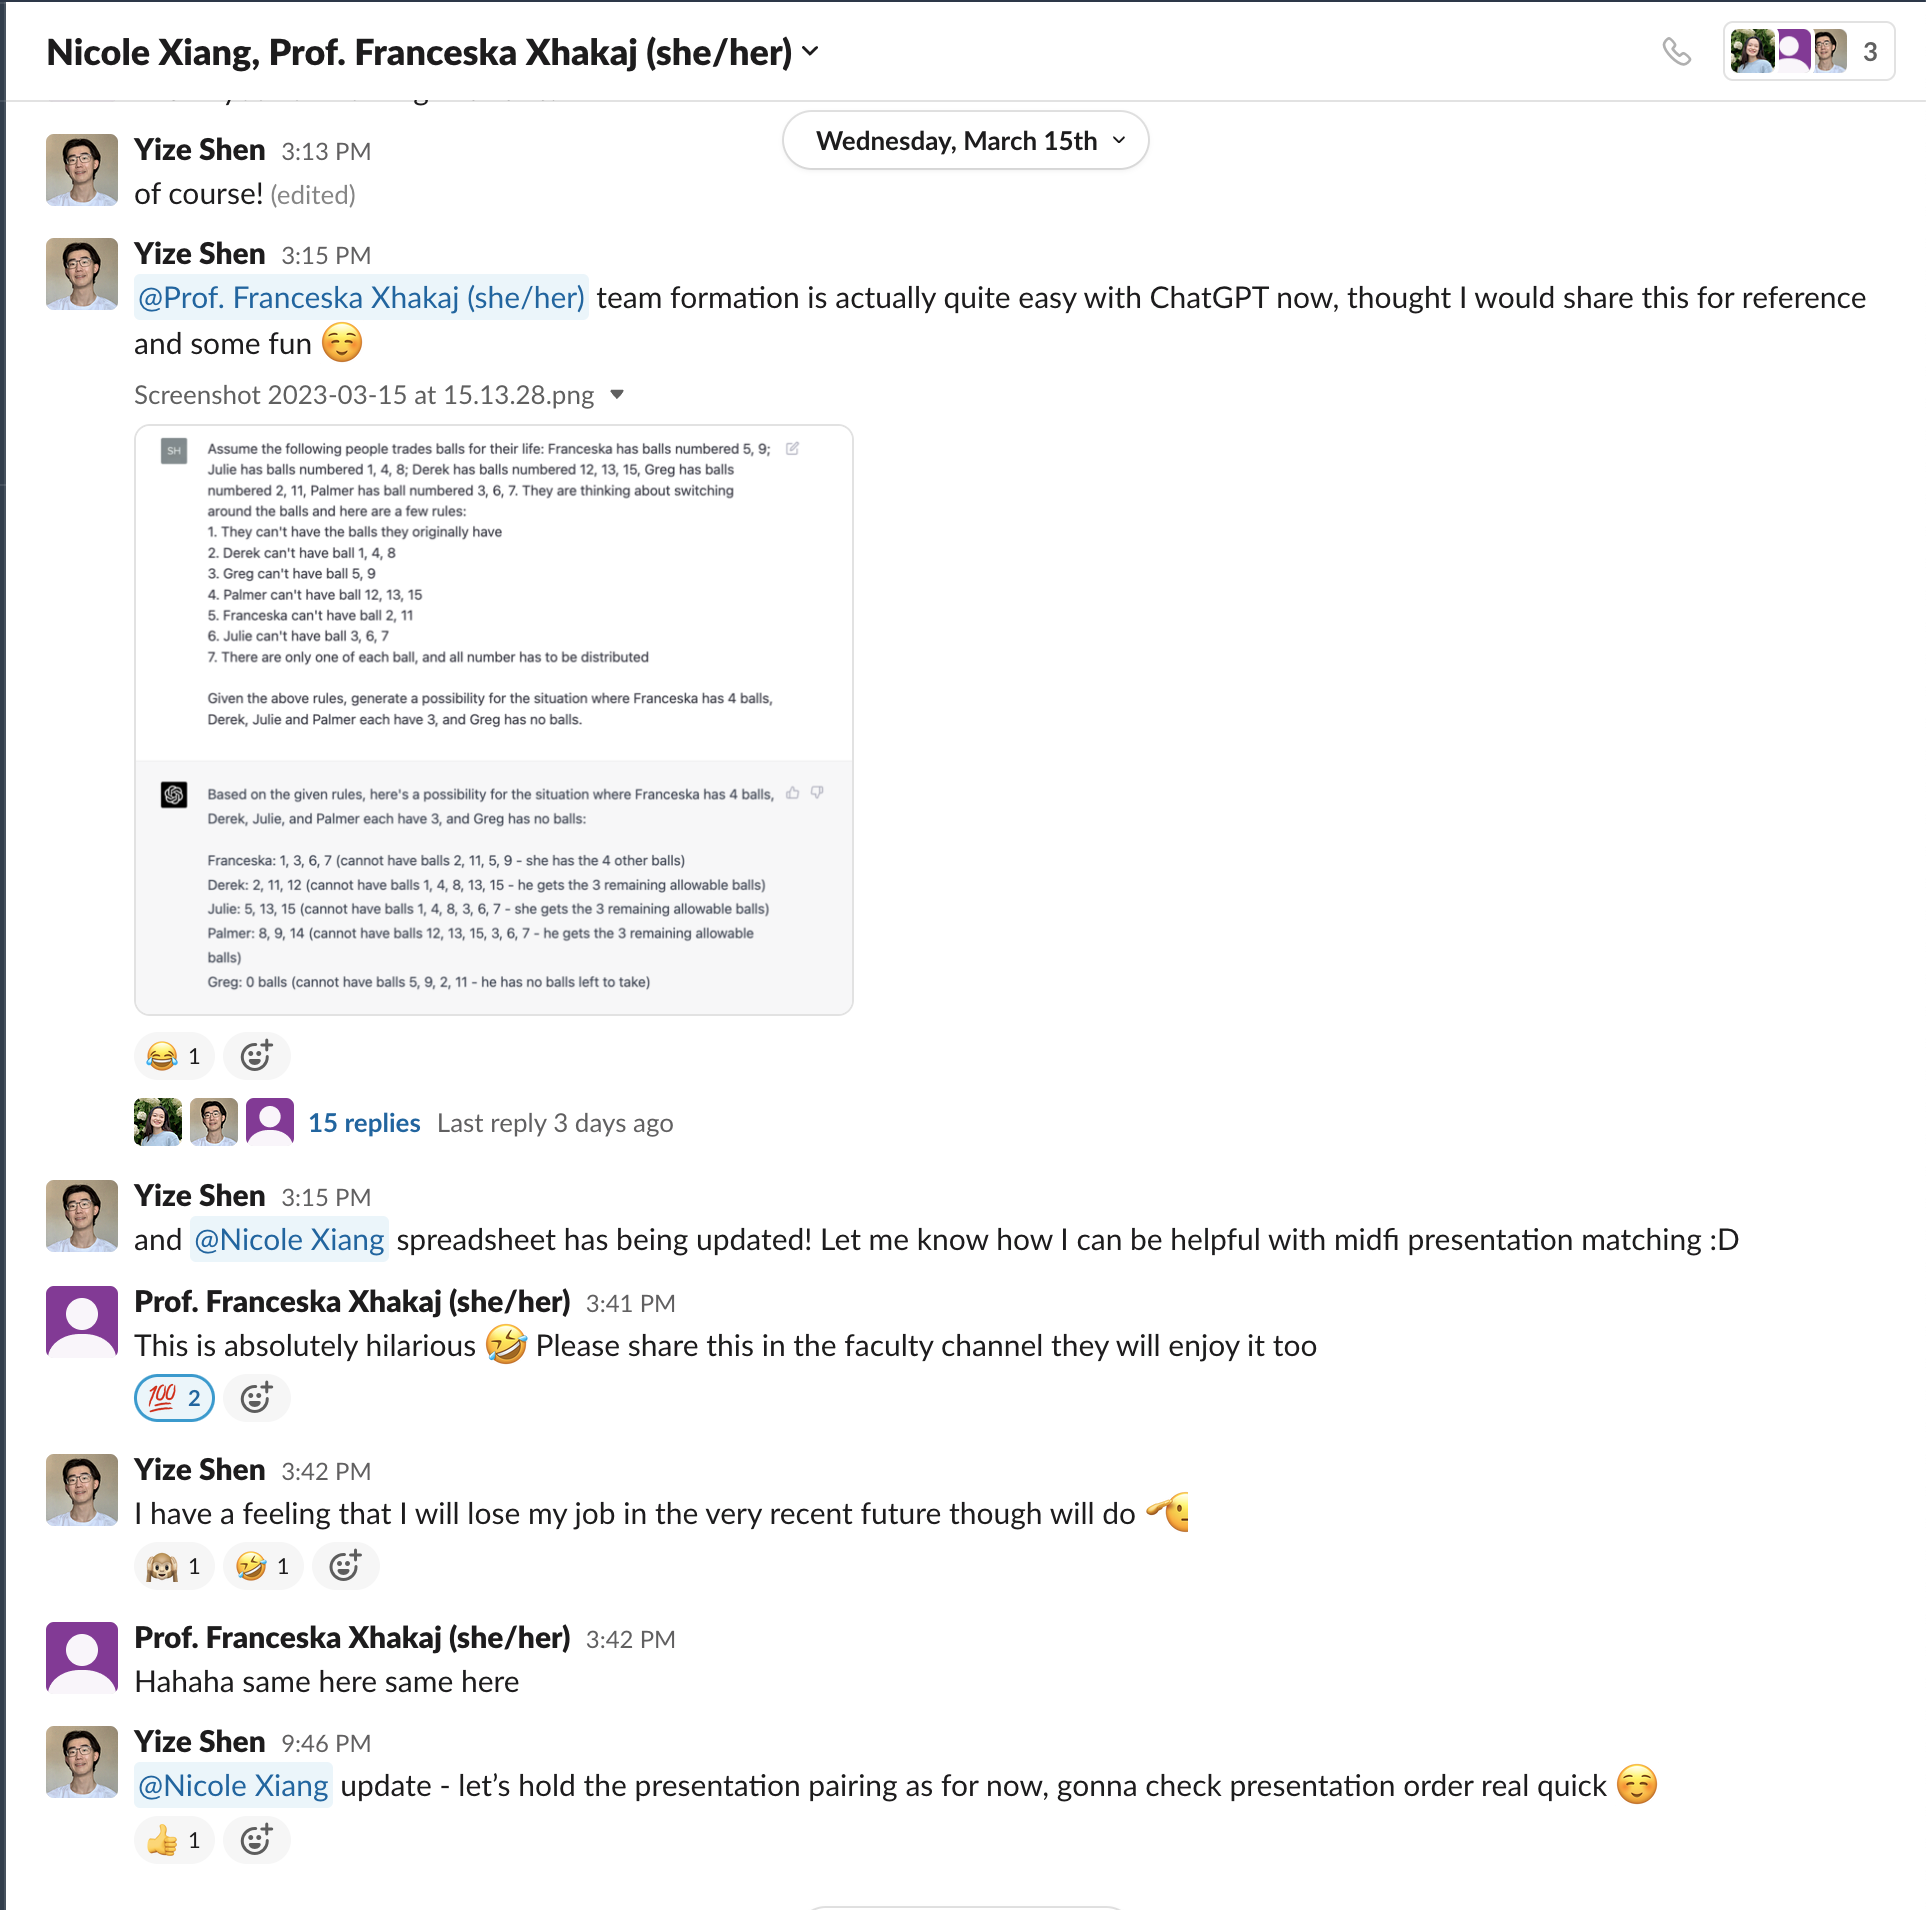 Nicole Xiang, Prof. Franceska Xhakaj (she/her)
3
Wednesday, March 15th
Yize Shen 3:13 PM
of course! (edited)
Yize Shen 3:15 PM
@Prof. Franceska Xhakaj (she/her) team formation is actually quite easy with ChatGPT now, thought I would share this for reference
and some fun
Screenshot 2023-03-15 at 15.13.28.png
SH
Assume the following people trades balls for their life: Franceska has balls numbered 5, 9;
Julie has balls numbered 1, 4, 8; Derek has balls numbered 12, 13, 15, Greg has balls
numbered 2, 11, Palmer has ball numbered 3, 6, 7. They are thinking about switching
around the balls and here are a few rules:
1. They can't have the balls they originally have
2. Derek can't have ball 1, 4, 8
3. Greg can't have ball 5, 9
4. Palmer can't have ball 12, 13, 15
5. Franceska can't have ball 2, 11
6. Julie can't have ball 3, 6, 7
7. There are only one of each ball, and all number has to be distributed
Given the above rules, generate a possibility for the situation where Franceska has 4 balls,
Derek, Julie and Palmer each have 3, and Greg has no balls.
Based on the given rules, here's a possibility for the situation where Franceska has 4 balls,
Derek, Julie, and Palmer each have 3, and Greg has no balls:
Franceska: 1, 3, 6, 7 (cannot have balls 2, 11, 5, 9 - she has the 4 other balls)
Derek: 2, 11, 12 (cannot have balls 1, 4, 8, 13, 15 - he gets the 3 remaining allowable balls)
Julie: 5, 13, 15 (cannot have balls 1, 4, 8, 3, 6, 7 - she gets the 3 remaining allowable balls)
Palmer: 8, 9, 14 (cannot have balls 12, 13, 15, 3, 6, 7 - he gets the 3 remaining allowable
balls)
Greg: 0 balls (cannot have balls 5, 9, 2, 11 - he has no balls left to take)
1
15 replies Last reply 3 days ago
Yize Shen 3:15 PM
and @Nicole Xiang spreadsheet has being updated! Let me know how I can be helpful with midfi presentation matching :D
Prof. Franceska Xhakaj (she/her) 3:41 PM
This is absolutely hilarious 🤣 Please share this in the faculty channel they will enjoy it too
💯 2
Yize Shen 3:42 PM
I have a feeling that I will lose my job in the very recent future though will do
1 1
Prof. Franceska Xhakaj (she/her) 3:42 PM
Hahaha same here same here
Yize Shen 9:46 PM
@Nicole Xiang update - let's hold the presentation pairing as for now, gonna check presentation order real quick
1